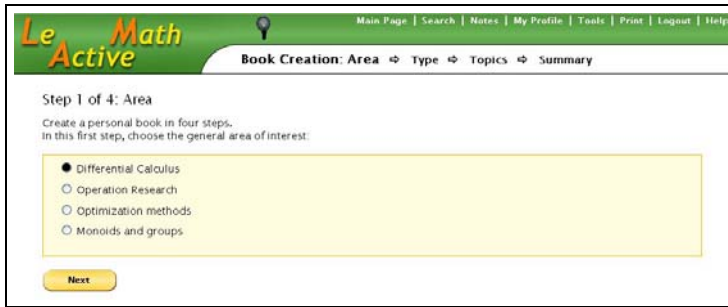 Le Active Math
Main Page | Search | Notes | My Profile | Tools | Print | Logout | Help
Book Creation: Area ⇨ Type ⇨ Topics ⇨ Summary
Step 1 of 4: Area
Create a personal book in four steps.
In this first step, choose the general area of interest:
Differential Calculus
Operation Research
Optimization methods
Monoids and groups
Next